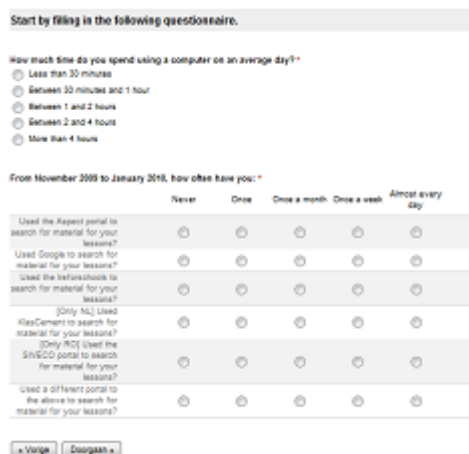 Start by filling in the following questionnaire.
How much time do you spend using a computer on an average day?*
Less than 30 minutes
Between 30 minutes and 1 hour
Between 1 and 2 hours
Between 2 and 4 hours
More than 4 hours
From November 2009 to January 2010, how often have you: *
Never Once Once a month Once a week Almost every
day
Used the Aspect portal to
search for material for your
lessons?
Used Google to search for
material for your lessons?
Used the lreforschools to
search for material for your
lessons?
[Only NL] Used
KlasCement to search for
material for your lessons?
[Only RO] Used the
SIVECO portal to search
for material for your
lessons?
Used a different portal to
the above to search for
material for your lessons?
« Vorige Doorgaan »